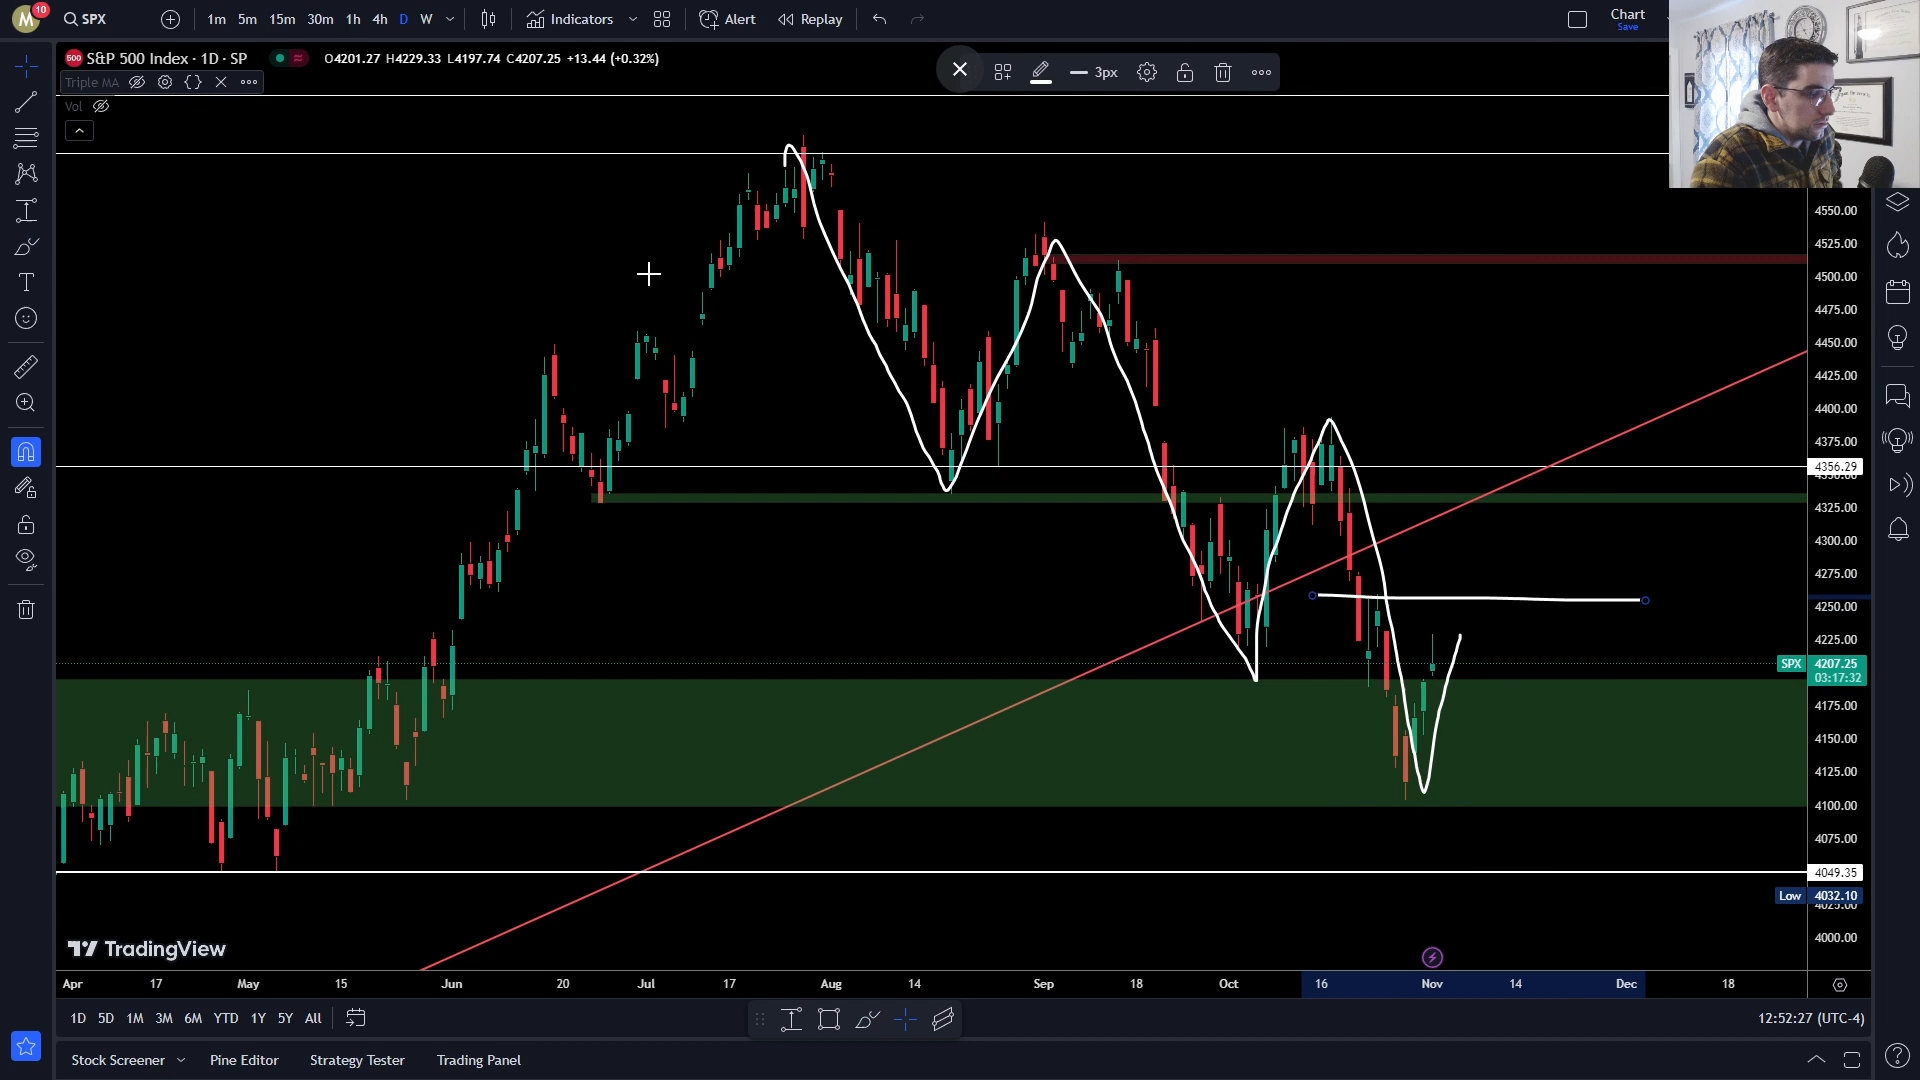 M 10 SPX 1m 5m 15m 30m 1h 4h D W Indicators Alert Replay Chart
Save
500 S&P 500 Index · 1D · SP O4201.27 H4229.33 L4197.74 C4207.25 +13.44 (+0.32%)
3px
Triple MA
Vol
4550.00
4525.00
4500.00
4475.00
4450.00
4425.00
4400.00
4375.00
4356.29
4325.00
4300.00
4275.00
4250.00
4225.00
SPX 4207.25
03:17:32
4175.00
4150.00
4125.00
4100.00
4075.00
4049.35
Low 4032.10
4025.00
4000.00
TradingView
Apr 17 May 15 Jun 20 Jul 17 Aug 14 Sep 18 Oct 16 Nov 14 Dec 18
1D 5D 1M 3M 6M YTD 1Y 5Y All 12:52:27 (UTC-4)
Stock Screener Pine Editor Strategy Tester Trading Panel